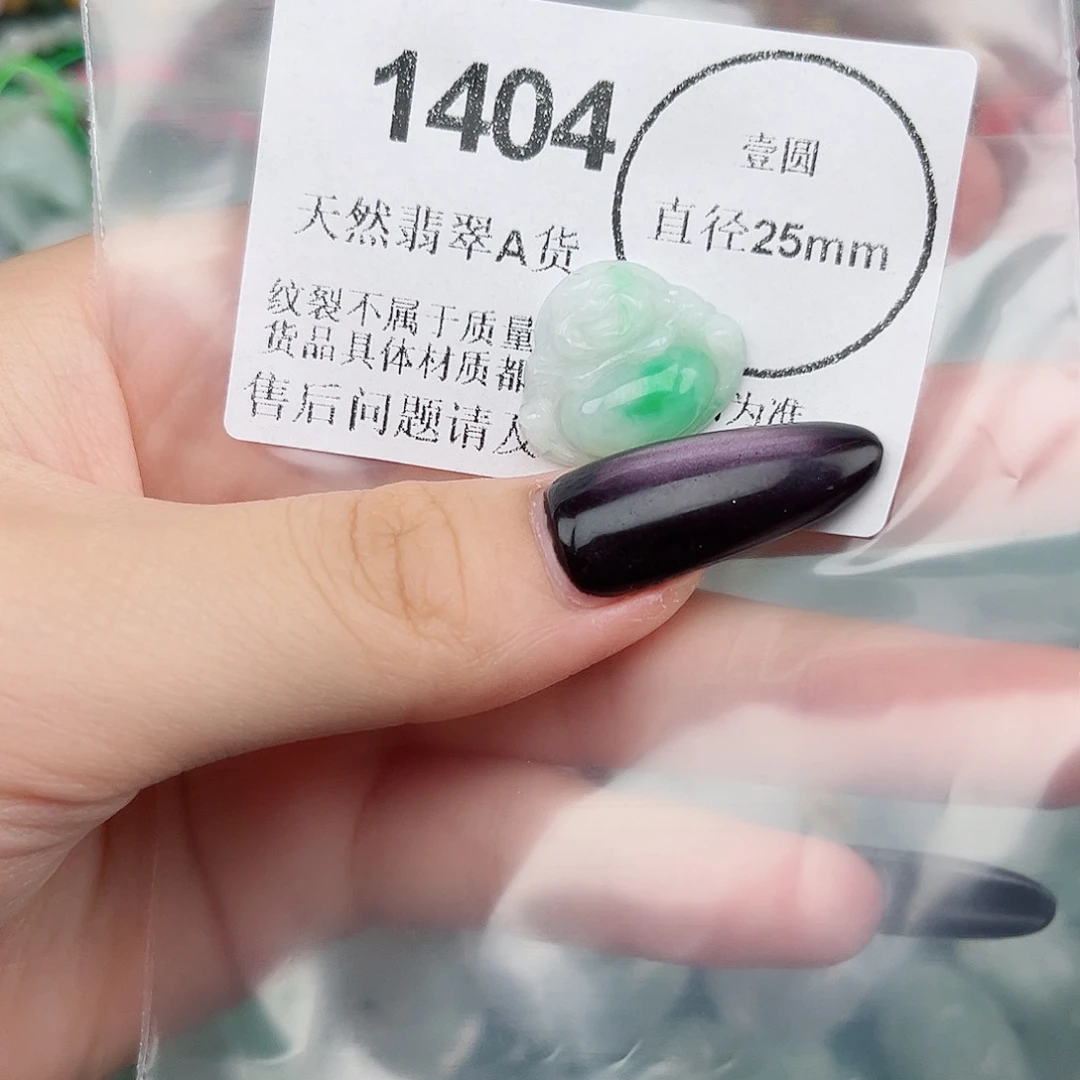 1404
壹圆
直径25mm
天然翡翠A货
纹裂不属于质量
货品具体材质都
为准
售后问题请及